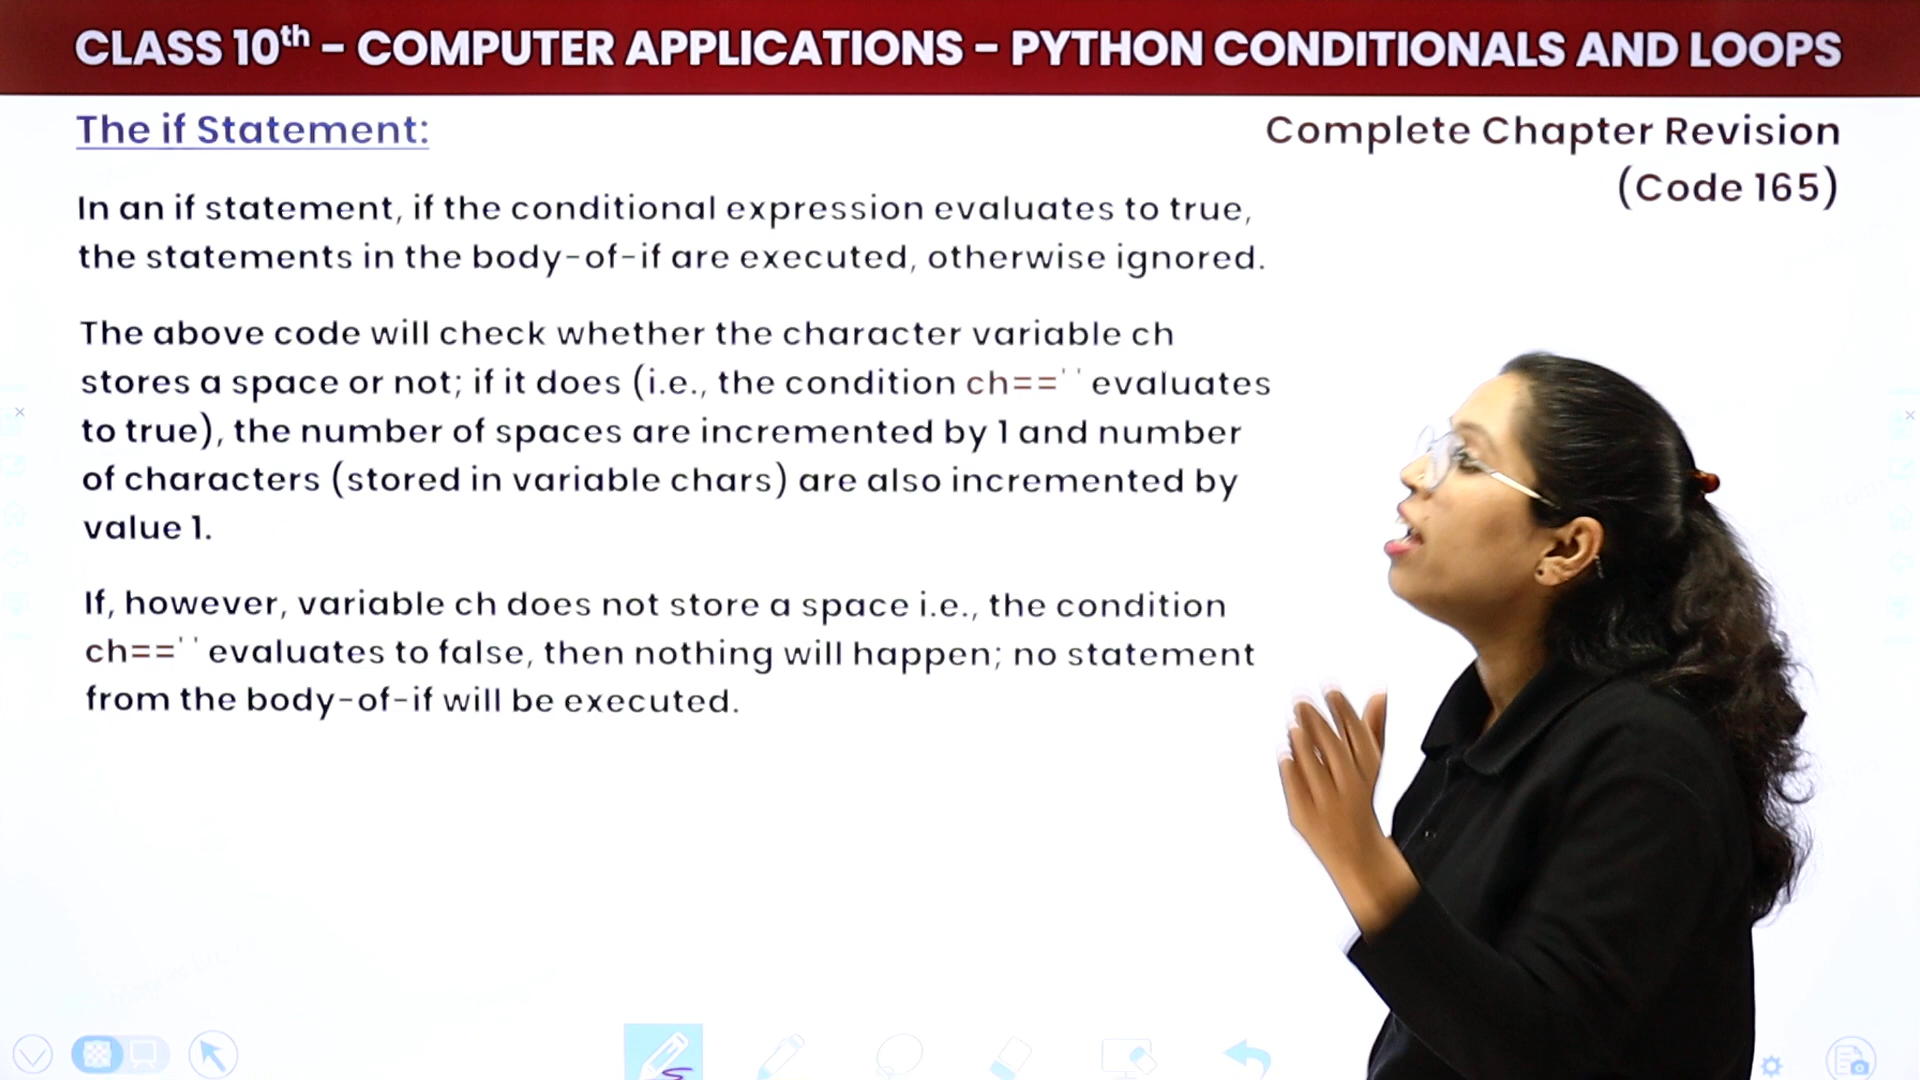 CLASS 10th – COMPUTER APPLICATIONS – PYTHON CONDITIONALS AND LOOPS
The if Statement:
Complete Chapter Revision
(Code 165)
In an if statement, if the conditional expression evaluates to true,
the statements in the body-of-if are executed, otherwise ignored.
The above code will check whether the character variable ch
stores a space or not; if it does (i.e., the condition ch==' ' evaluates
to true), the number of spaces are incremented by 1 and number
of characters (stored in variable chars) are also incremented by
value 1.
If, however, variable ch does not store a space i.e., the condition
ch==' ' evaluates to false, then nothing will happen; no statement
from the body-of-if will be executed.